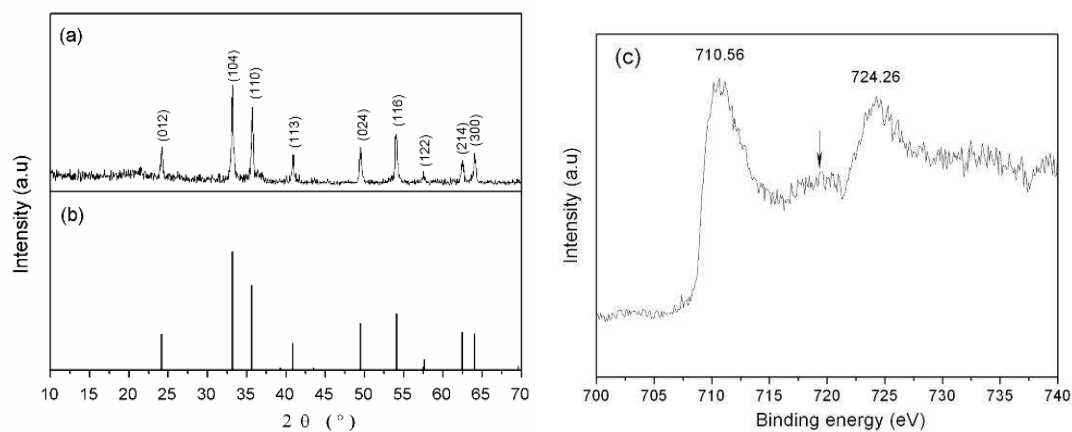 (a)
(012)
(104)
(110)
(113)
(024)
(116)
(122)
(214)
(300)
Intensity (a.u)
(b)
10 15 20 25 30 35 40 45 50 55 60 65 70
2 θ (°)
(c)
710.56
724.26
Intensity (a.u)
700 705 710 715 720 725 730 735 740
Binding energy (eV)